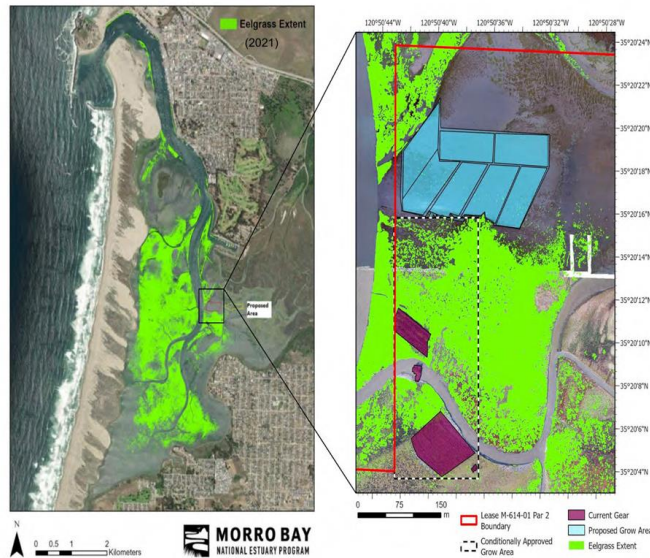 Eelgrass Extent
(2021)
Proposed
Area
N
0 0.5 1 2
Kilometers
MORRO BAY
NATIONAL ESTUARY PROGRAM
120°50'44"W 120°50'40"W 120°50'36"W 120°50'32"W 120°50'28"W
35°20'24"N
35°20'22"N
35°20'20"N
35°20'18"N
35°20'16"N
35°20'14"N
35°20'12"N
35°20'10"N
35°20'8"N
35°20'6"N
35°20'4"N
0 75 150
m
Lease M-614-01 Par 2
Boundary
Conditionally Approved
Grow Area
Current Gear
Proposed Grow Area
Eelgrass Extent